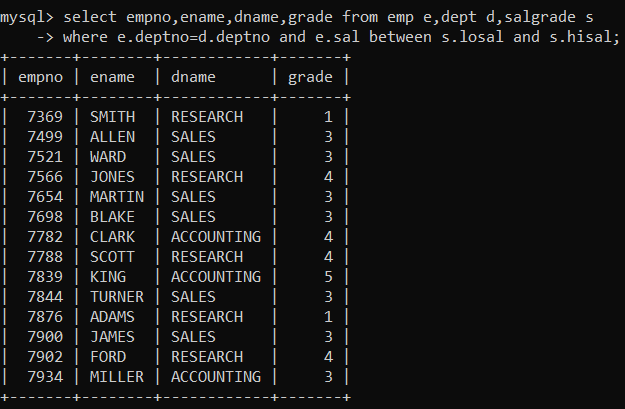 mysql> select empno,ename,dname,grade from emp e,dept d,salgrade s
    -> where e.deptno=d.deptno and e.sal between s.losal and s.hisal;
+-------+--------+------------+-------+
| empno | ename  | dname      | grade |
+-------+--------+------------+-------+
|  7369 | SMITH  | RESEARCH   |     1 |
|  7499 | ALLEN  | SALES      |     3 |
|  7521 | WARD   | SALES      |     3 |
|  7566 | JONES  | RESEARCH   |     4 |
|  7654 | MARTIN | SALES      |     3 |
|  7698 | BLAKE  | SALES      |     3 |
|  7782 | CLARK  | ACCOUNTING |     4 |
|  7788 | SCOTT  | RESEARCH   |     4 |
|  7839 | KING   | ACCOUNTING |     5 |
|  7844 | TURNER | SALES      |     3 |
|  7876 | ADAMS  | RESEARCH   |     1 |
|  7900 | JAMES  | SALES      |     3 |
|  7902 | FORD   | RESEARCH   |     4 |
|  7934 | MILLER | ACCOUNTING |     3 |
+-------+--------+------------+-------+